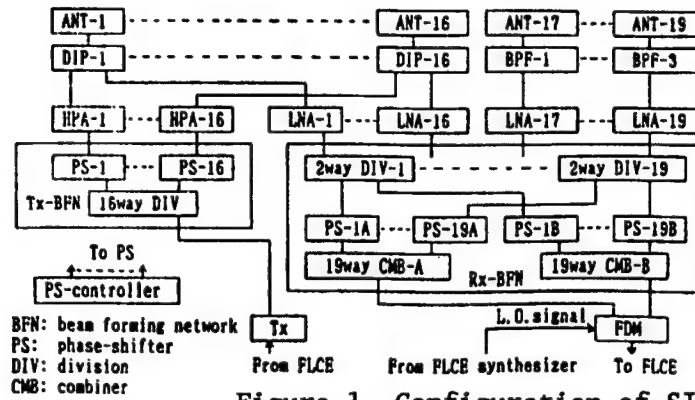 ANT-1 ANT-16 ANT-17 ANT-19
DIP-1 DIP-16 BPF-1 BPF-3
HPA-1 HPA-16 LNA-1 LNA-16 LNA-17 LNA-19
PS-1 PS-16 2way DIV-1 2way DIV-19
Tx-BFN 16way DIV
PS-1A PS-19A PS-1B PS-19B
To PS
19way CMB-A 19way CMB-B
PS-controller Rx-BFN
L.O.signal
BFN: beam forming network Tx FDM
PS: phase-shifter
DIV: division From FLCE From FLCE synthesizer To FLCE
CMB: combiner
Figure 1. Configuration of